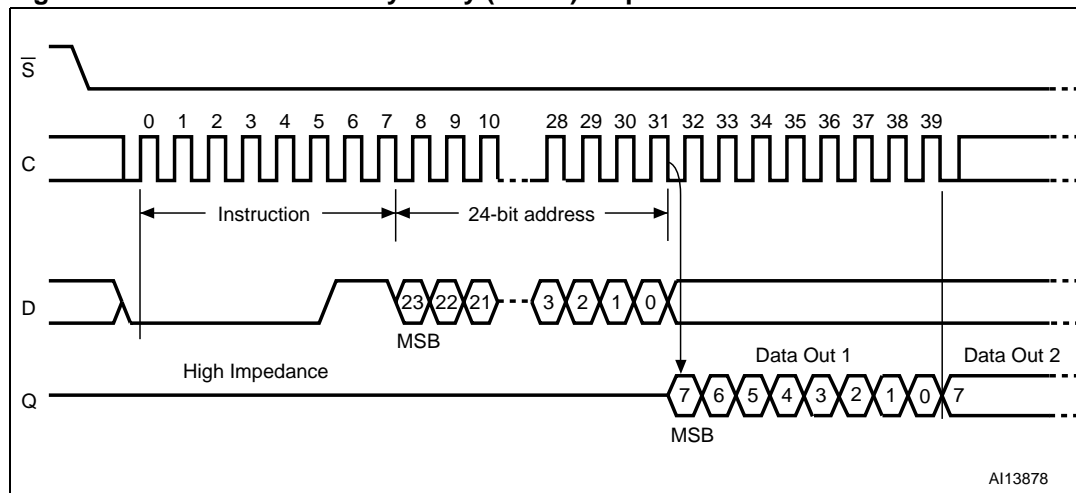 S
0 1 2 3 4 5 6 7 8 9 10 28 29 30 31 32 33 34 35 36 37 38 39
C
Instruction 24-bit address
D 23 22 21 3 2 1 0
MSB
Data Out 1 Data Out 2
High Impedance
Q 7 6 5 4 3 2 1 0 7
MSB
AI13878